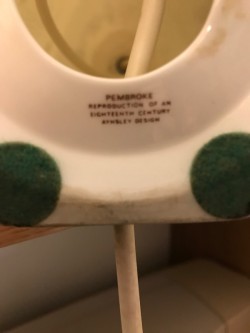 PEMBROKE
REPRODUCTION OF AN
EIGHTEENTH CENTURY
AYNSLEY DESIGN